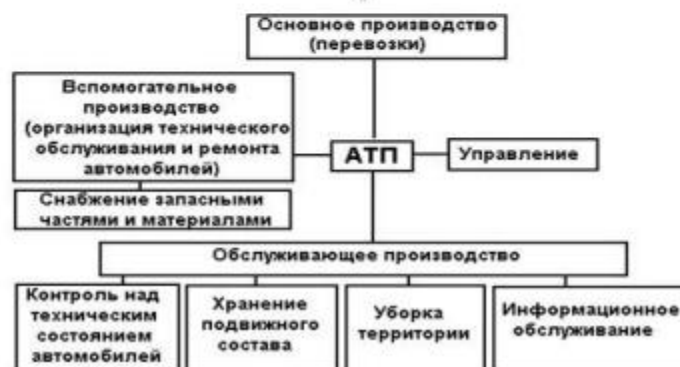 Основное производство
(перевозки)
Вспомогательное
производство
(организация технического
обслуживания и ремонта
автомобилей)
АТП
Управление
Снабжение запасными
частями и материалами
Обслуживающее производство
Контроль над
техническим
состоянием
автомобилей
Хранение
подвижного
состава
Уборка
территории
Информационное
обслуживание